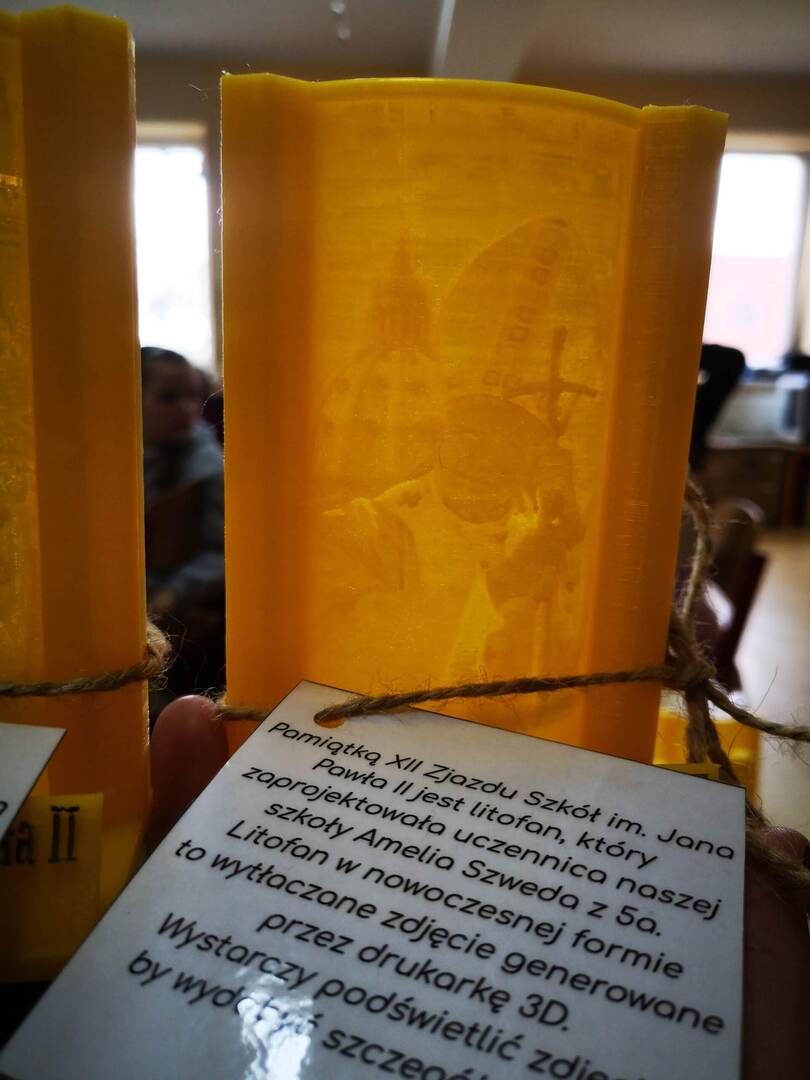 Pamiątką XII Zjazdu Szkół im. Jana
Pawła II jest litofan, który
zaprojektowała uczennica naszej
szkoły Amelia Szweda z 5a.
Litofan w nowoczesnej formie
to wytłaczane zdjęcie generowane
przez drukarkę 3D.
Wystarczy podświetlić
by
II